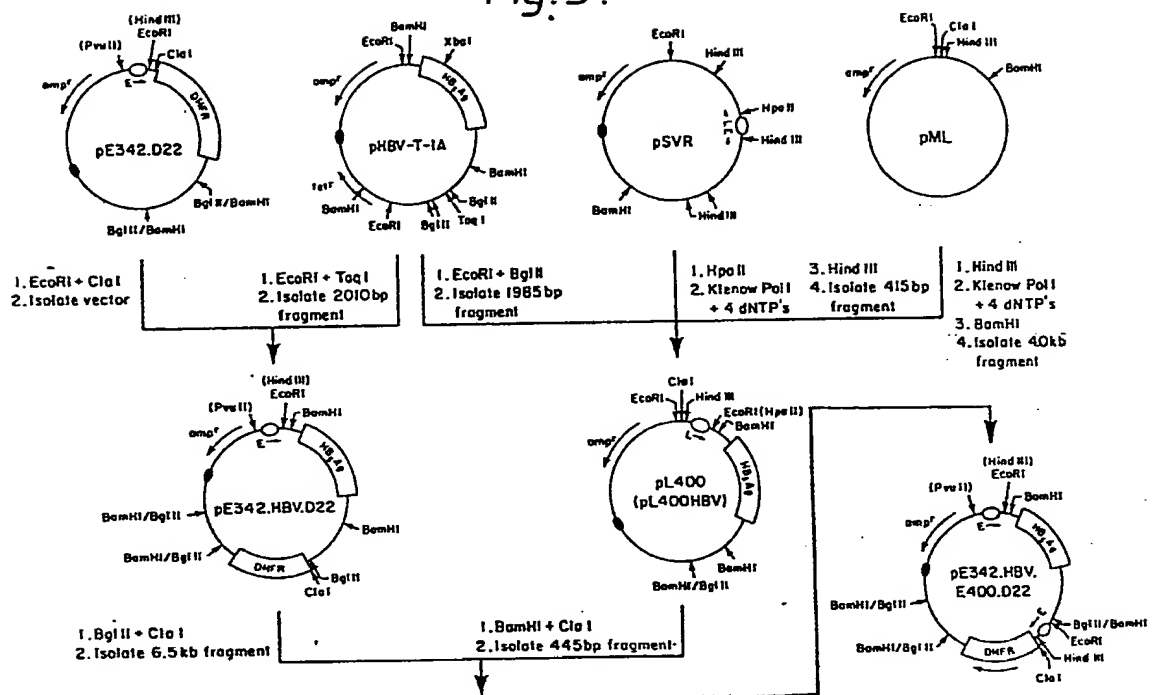 Fig. 5.
(Hind III)
EcoRI
(PvuII)
ClaI
ampr
E
DHFR
pE342.D22
BglII/BamHI
BglII/BamHI
BamHI
EcoRI
XbaI
ampr
HBsAg
pHBV-T-1A
tetr
BamHI
EcoRI
BglII
TaqI
BglII
BamHI
EcoRI
Hind III
ampr
HpaII
Hind III
pSVR
BamHI
Hind III
EcoRI
ClaI
Hind III
ampr
BamHI
pML
1. EcoRI + ClaI
2. Isolate vector
1. EcoRI + TaqI
2. Isolate 2010bp
fragment
1. EcoRI + BglII
2. Isolate 1985bp
fragment
1. HpaII
2. Klenow PolI
+ 4 dNTP's
3. Hind III
4. Isolate 415bp
fragment
1. Hind III
2. Klenow PolI
+ 4 dNTP's
3. BamHI
4. Isolate 4.0kb
fragment
(Hind III)
EcoRI
(PvuII)
BamHI
ampr
E
HBsAg
pE342.HBV.D22
BamHI/BglII
BamHI
BamHI/BglII
DHFR
BglII
ClaI
ClaI
EcoRI
Hind III
EcoRI(HpaII)
BamHI
ampr
E
HBsAg
pL400
(pL400HBV)
BamHI
BamHI/BglII
(Hind III)
EcoRI
(PvuII)
BamHI
ampr
E
HBsAg
pE342.HBV.
E400.D22
BamHI/BglII
BamHI/BglII
E
BglII/BamHI
EcoRI
Hind III
DHFR
ClaI
1. BglII + ClaI
2. Isolate 6.5kb fragment
1. BamHI + ClaI
2. Isolate 445bp fragment